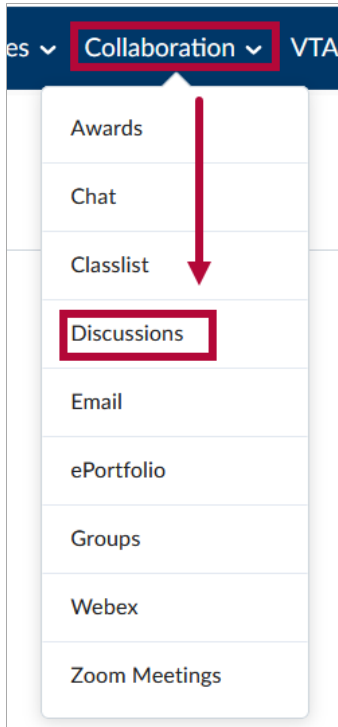 es Collaboration VTA
Awards
Chat
Classlist
Discussions
Email
ePortfolio
Groups
Webex
Zoom Meetings